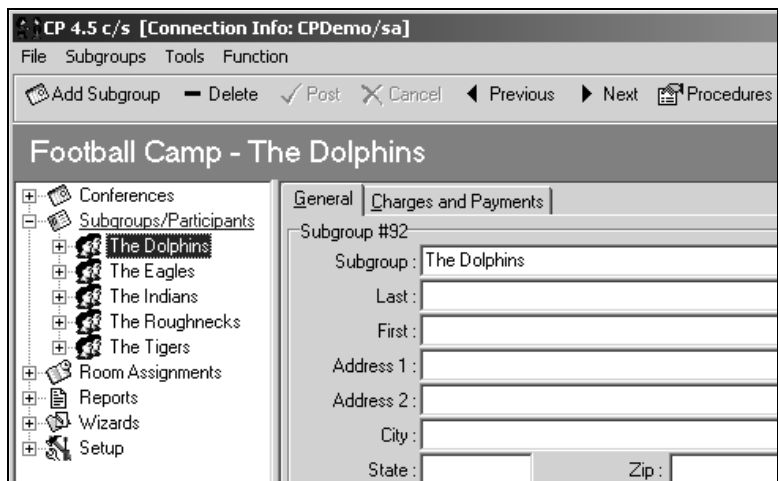 CP 4.5 c/s [Connection Info: CPDemo/sa]
File Subgroups Tools Function
Add Subgroup Delete Post Cancel Previous Next Procedures
Football Camp - The Dolphins
Conferences
Subgroups/Participants
The Dolphins
The Eagles
The Indians
The Roughnecks
The Tigers
Room Assignments
Reports
Wizards
Setup
General Charges and Payments
Subgroup #92
Subgroup : The Dolphins
Last :
First :
Address 1 :
Address 2 :
City :
State : Zip :